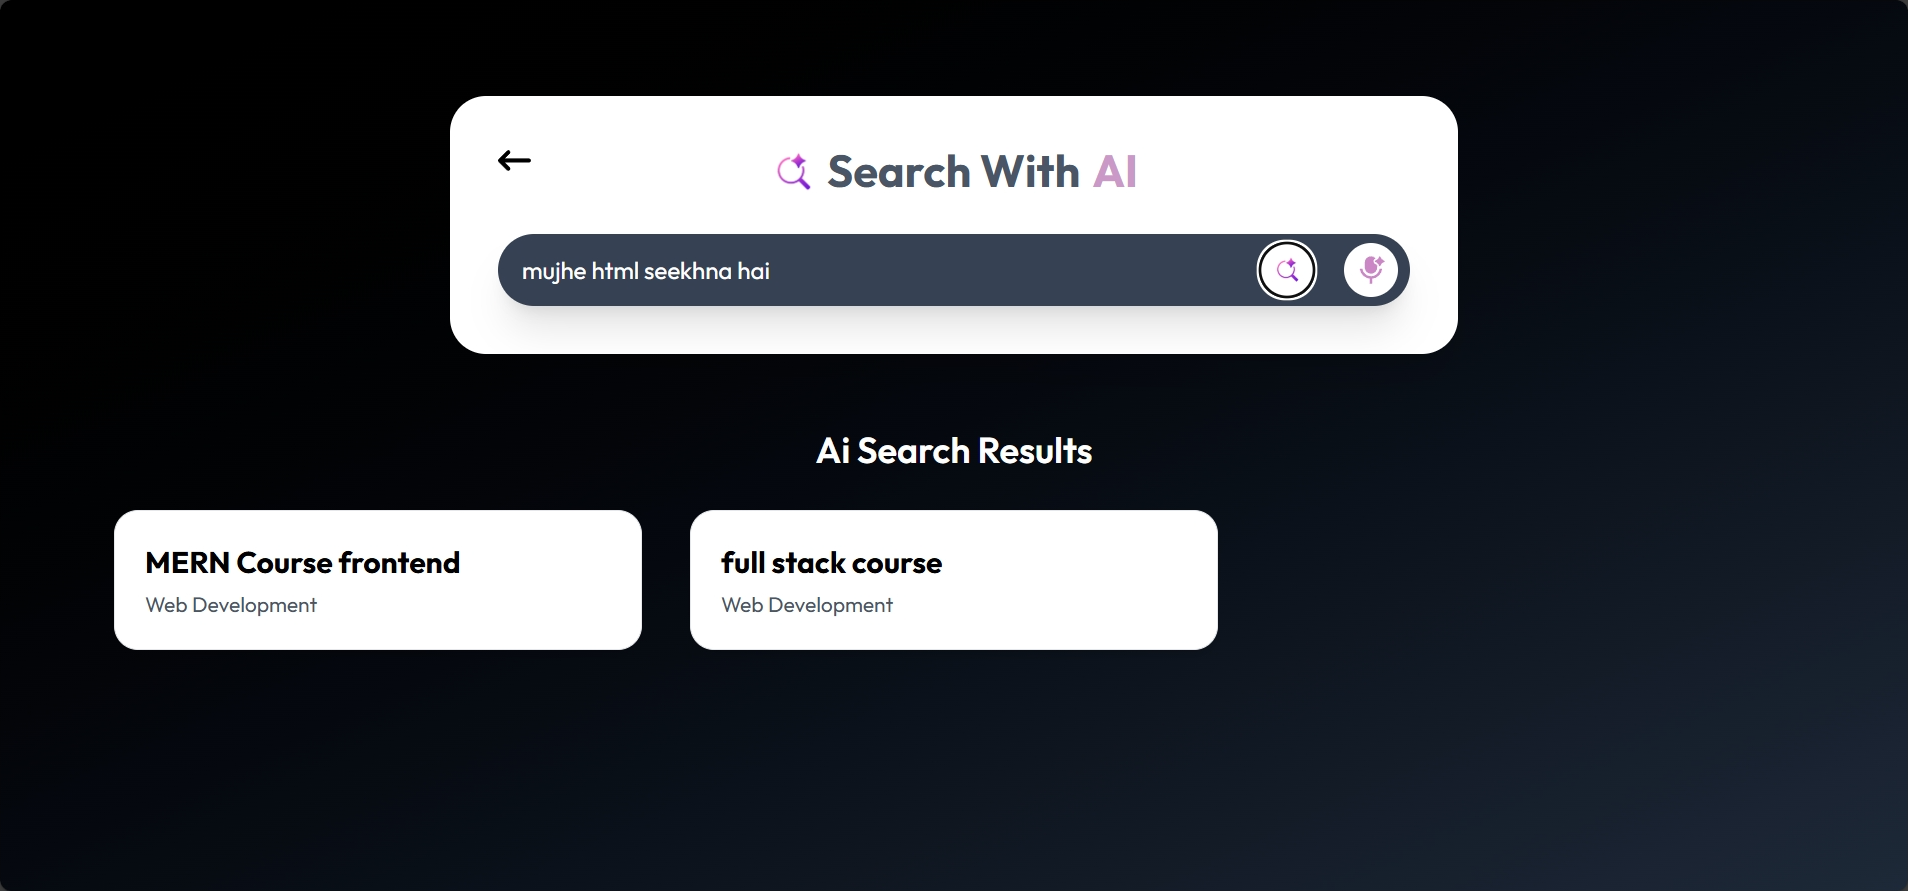 Search With AI
mujhe html seekhna hai
Ai Search Results
MERN Course frontend
Web Development
full stack course
Web Development